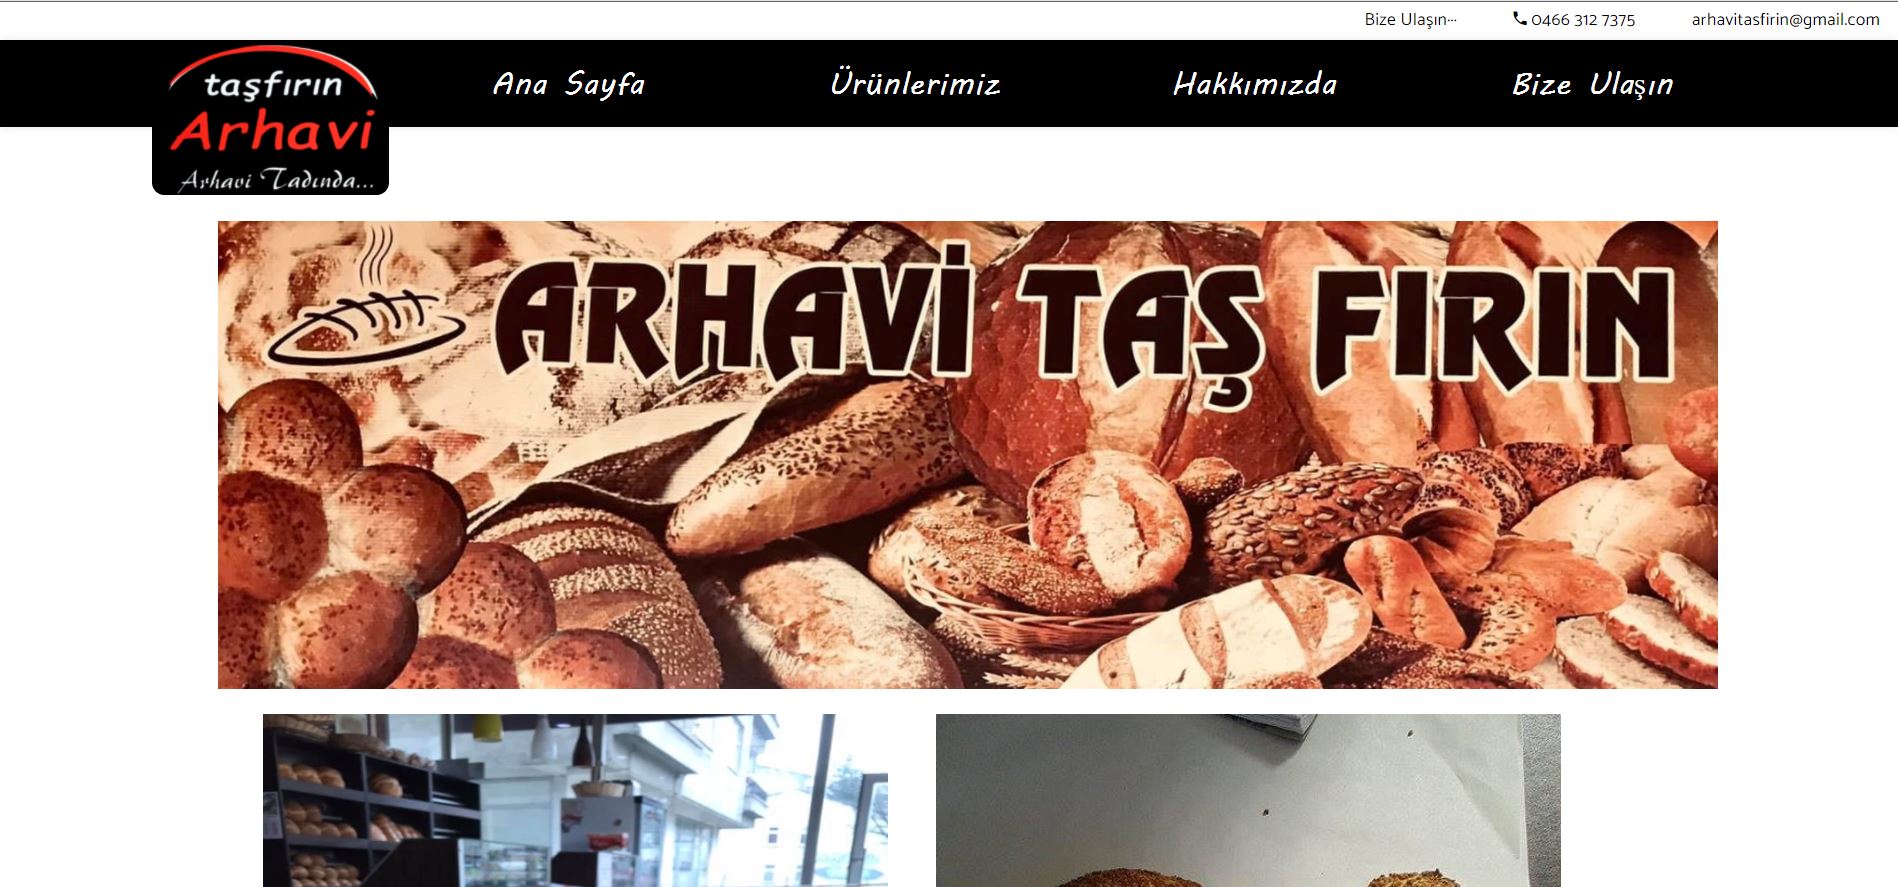 Bize Ulaşın...
0466 312 7375
arhavitasfirin@gmail.com
taşfırın
Arhavi
Arhavi Tadında...
Ana Sayfa
Ürünlerimiz
Hakkımızda
Bize Ulaşın
ARHAVİ TAŞ FIRIN